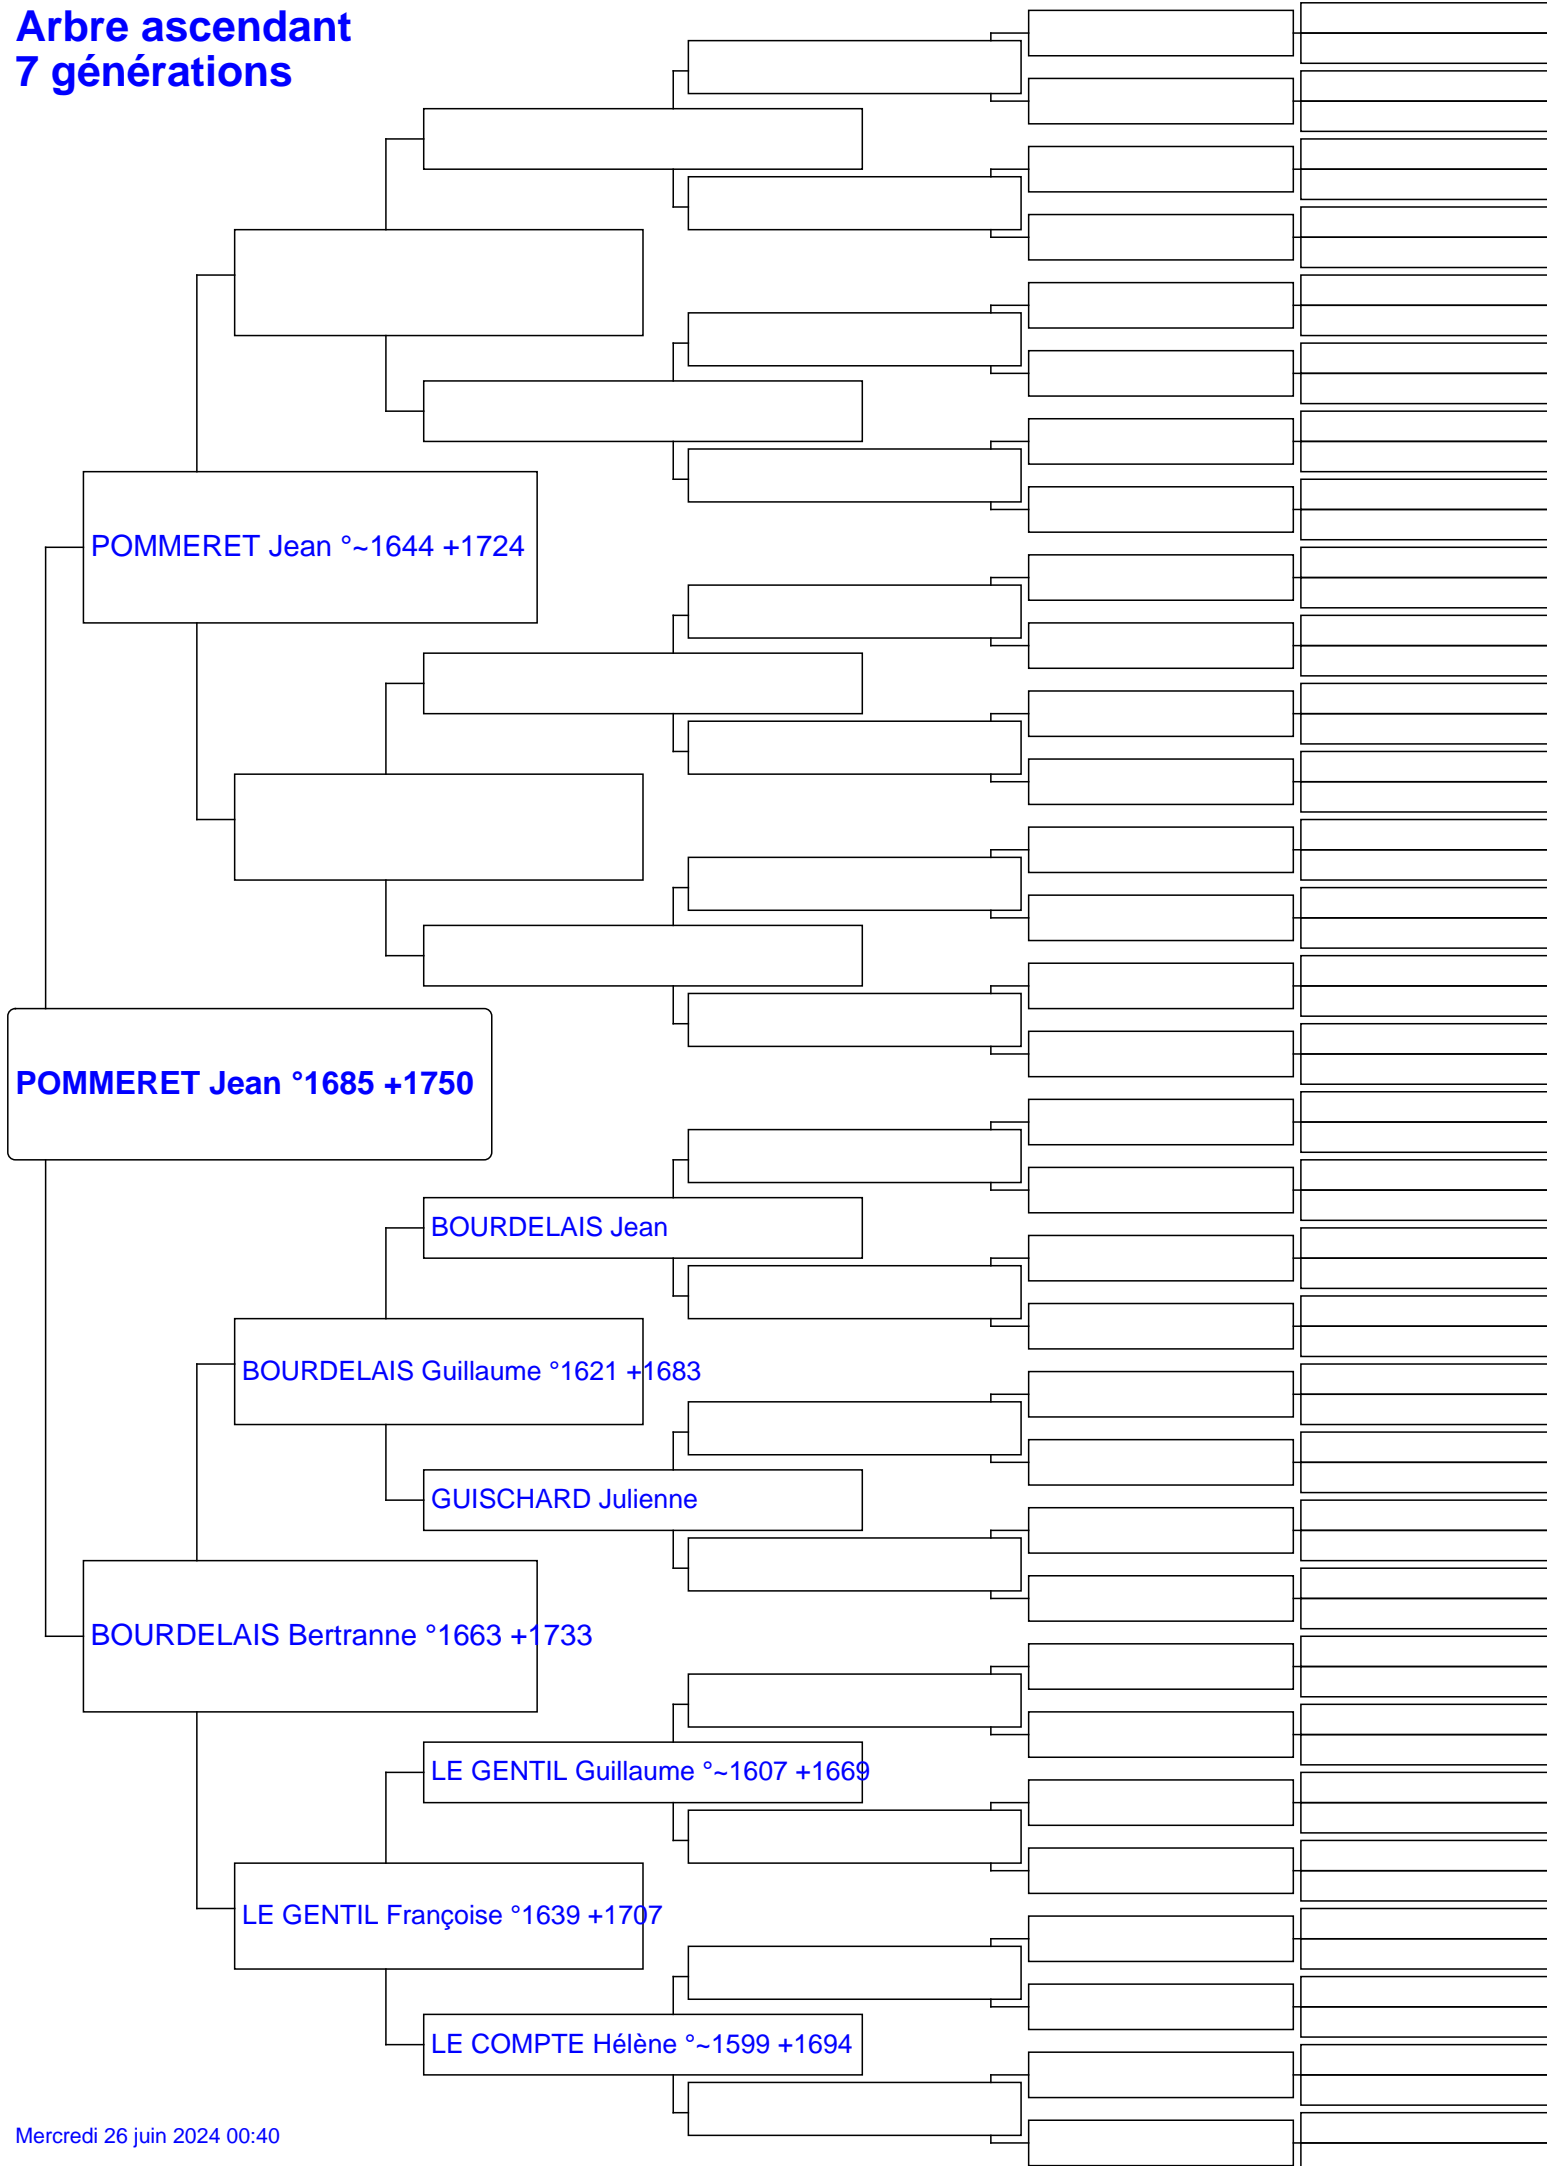 Arbre ascendant
7 générations
POMMERET Jean °~1644 +1724
POMMERET Jean °1685 +1750
BOURDELAIS Jean
BOURDELAIS Guillaume °1621 +1683
GUISCHARD Julienne
BOURDELAIS Bertranne °1663 +1733
LE GENTIL Guillaume °~1607 +1669
LE GENTIL Françoise °1639 +1707
LE COMPTE Hélène °~1599 +1694
Mercredi 26 juin 2024 00:40